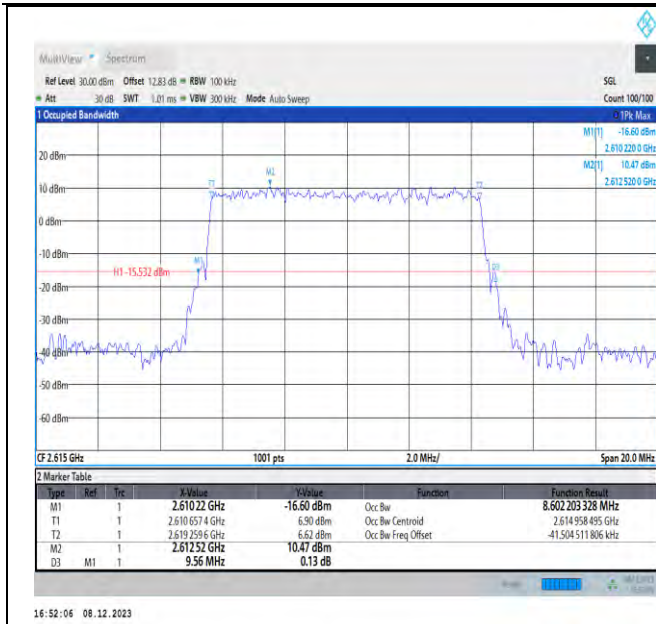 MultiView Spectrum
Ref Level 30.00 dBm Offset 12.83 dB RBW 100 kHz SGL
Att 30 dB SWT 1.01 ms VBW 300 kHz Mode Auto Sweep Count 100/100
1 Occupied Bandwidth 1Pk Max
M1[1] -16.60 dBm
2.610 220 0 GHz
M2[1] 10.47 dBm
2.612 520 0 GHz
20 dBm
M2
T1 T2
10 dBm
0 dBm
-10 dBm
M1 D3
H1 -15.532 dBm
-20 dBm
-30 dBm
-40 dBm
-50 dBm
-60 dBm
CF 2.615 GHz 1001 pts 2.0 MHz/ Span 20.0 MHz
2 Marker Table
Type Ref Trc X-Value Y-Value Function Function Result
M1 1 2.610 22 GHz -16.60 dBm Occ Bw 8.602 203 328 MHz
T1 1 2.610 657 4 GHz 6.90 dBm Occ Bw Centroid 2.614 958 495 GHz
T2 1 2.619 259 6 GHz 6.62 dBm Occ Bw Freq Offset -41.504 511 806 kHz
M2 1 2.612 52 GHz 10.47 dBm
D3 M1 1 9.56 MHz 0.13 dB
16:52:06 08.12.2023